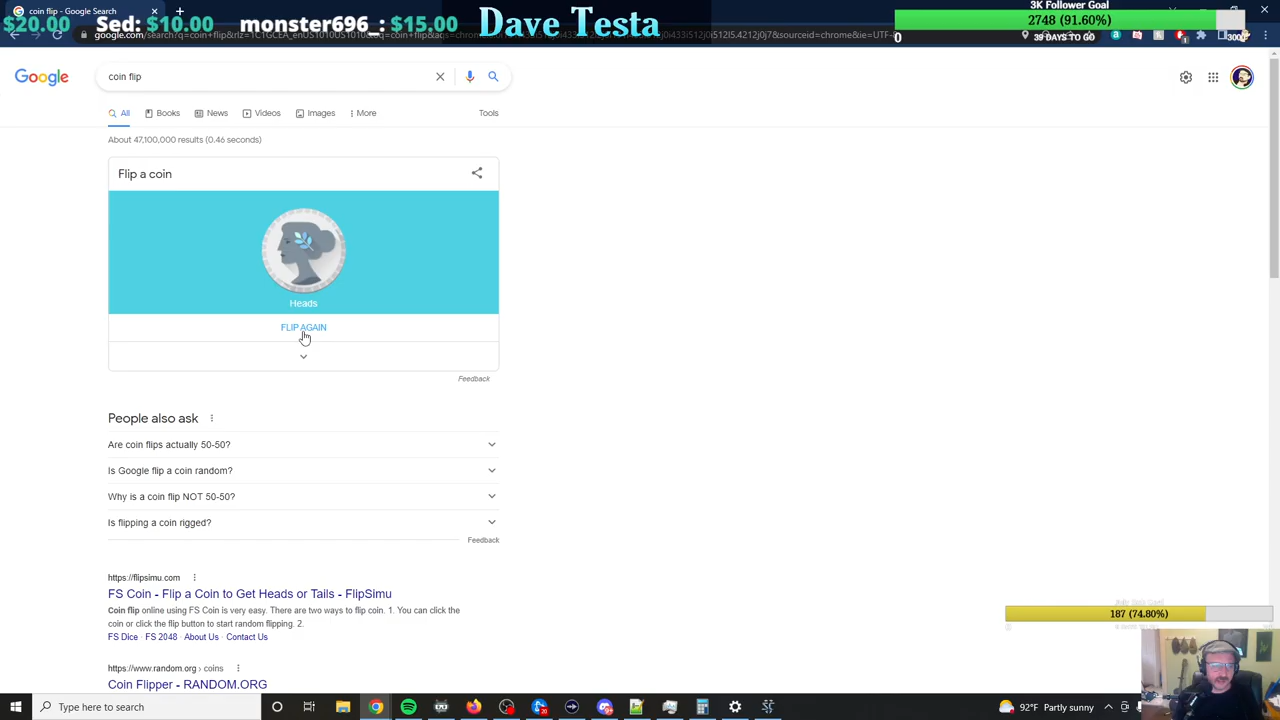 coin flip - Google Search
$20.00 Sed: $10.00 monster696_: $15.00
Dave Testa
3K Follower Goal
2748 (91.60%)
0
39 DAYS TO GO
Google
coin flip
All
Books
News
Videos
Images
More
Tools
About 47,100,000 results (0.46 seconds)
Flip a coin
Heads
FLIP AGAIN
Feedback
People also ask
Are coin flips actually 50-50?
Is Google flip a coin random?
Why is a coin flip NOT 50-50?
Is flipping a coin rigged?
Feedback
https://flipsimu.com
FS Coin - Flip a Coin to Get Heads or Tails - FlipSimu
Coin flip online using FS Coin is very easy. There are two ways to flip coin. 1. You can click the
coin or click the flip button to start random flipping. 2.
FS Dice · FS 2048 · About Us · Contact Us
https://www.random.org › coins
Coin Flipper - RANDOM.ORG
187 (74.80%)
Type here to search
92°F Partly sunny